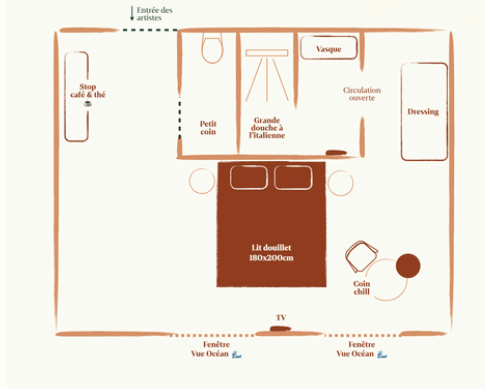 Entrée des
artistes
Vasque
Stop
café & thé
Circulation
ouverte
Dressing
Petit
coin
Grande
douche à
l'italienne
Lit douillet
180x200cm
Coin
chill
TV
Fenêtre
Vue Océan
Fenêtre
Vue Océan